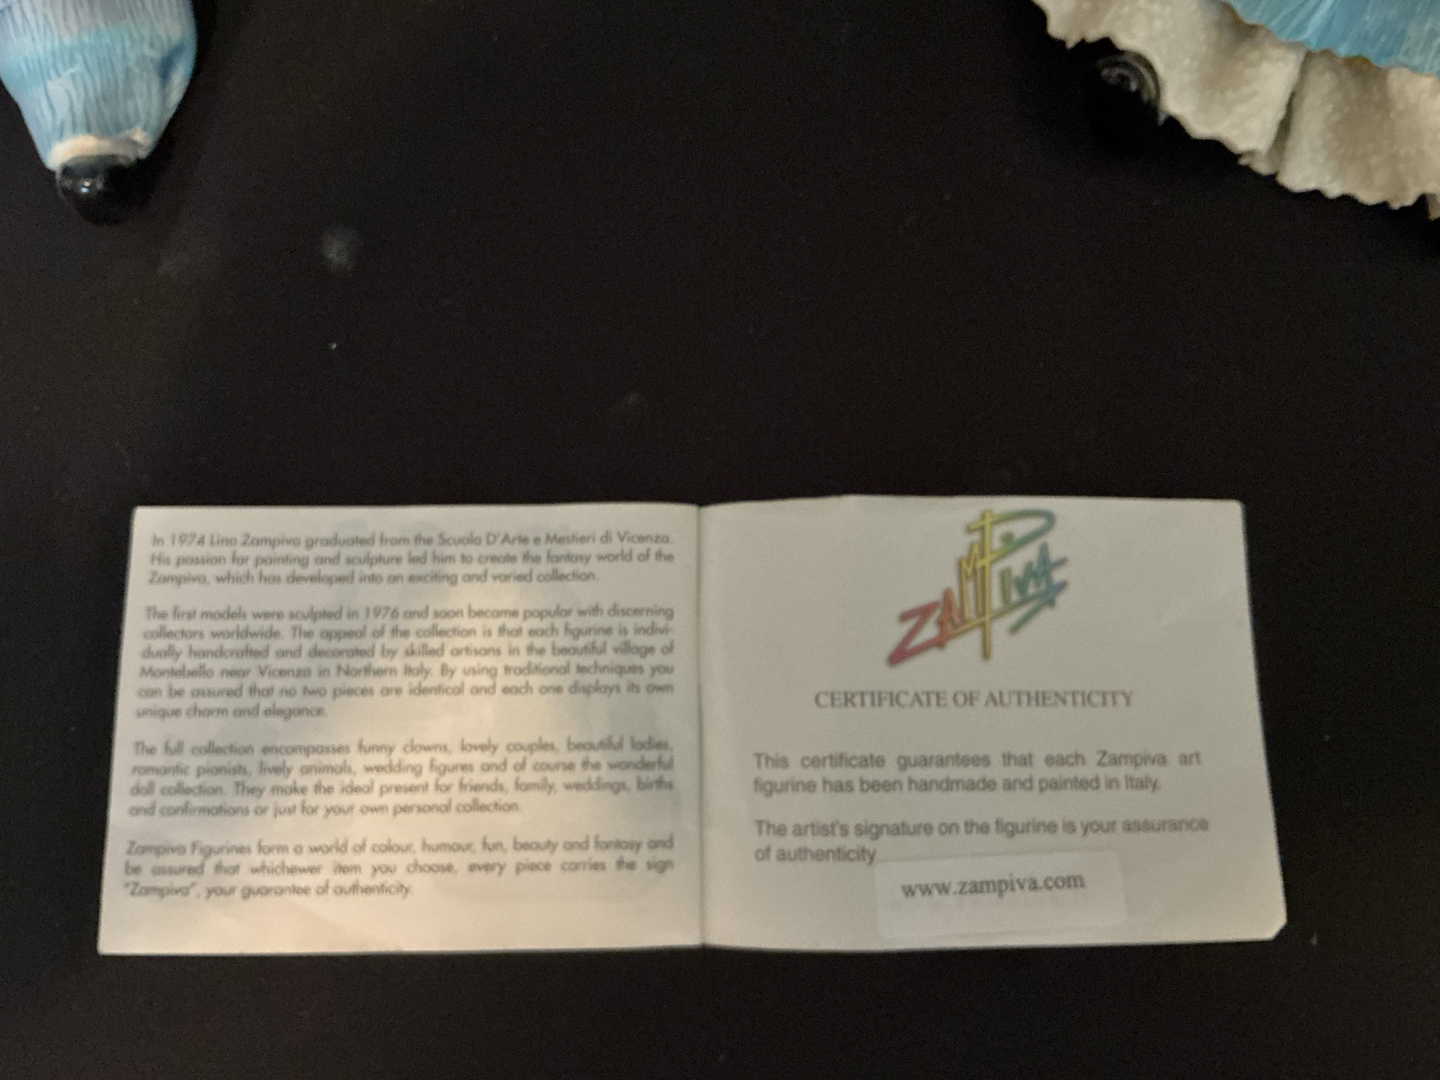 In 1974 Lino Zampiva graduated from the Scuola D'Arte e Mestieri di Vicenza.
His passion for painting and sculpture led him to create the fantasy world of the
Zampiva, which has developed into an exciting and varied collection.
The first models were sculpted in 1976 and soon became popular with discerning
collectors worldwide. The appeal of the collection is that each figurine is indivi-
dually handcrafted and decorated by skilled artisans in the beautiful village of
Montebello near Vicenza in Northern Italy. By using traditional techniques you
can be assured that no two pieces are identical and each one displays its own
unique charm and elegance.
The full collection encompasses funny clowns, lovely couples, beautiful ladies,
romantic pianists, lively animals, wedding figures and of course the wonderful
doll collection. They make the ideal present for friends, family, weddings, births
and confirmations or just for your own personal collection.
Zampiva Figurines form a world of colour, humour, fun, beauty and fantasy and
be assured that whichewer item you choose, every piece carries the sign
"Zampiva", your guarantee of authenticity.
ZAMPIVA
CERTIFICATE OF AUTHENTICITY
This certificate guarantees that each Zampiva art
figurine has been handmade and painted in Italy.
The artist's signature on the figurine is your assurance
of authenticity
www.zampiva.com